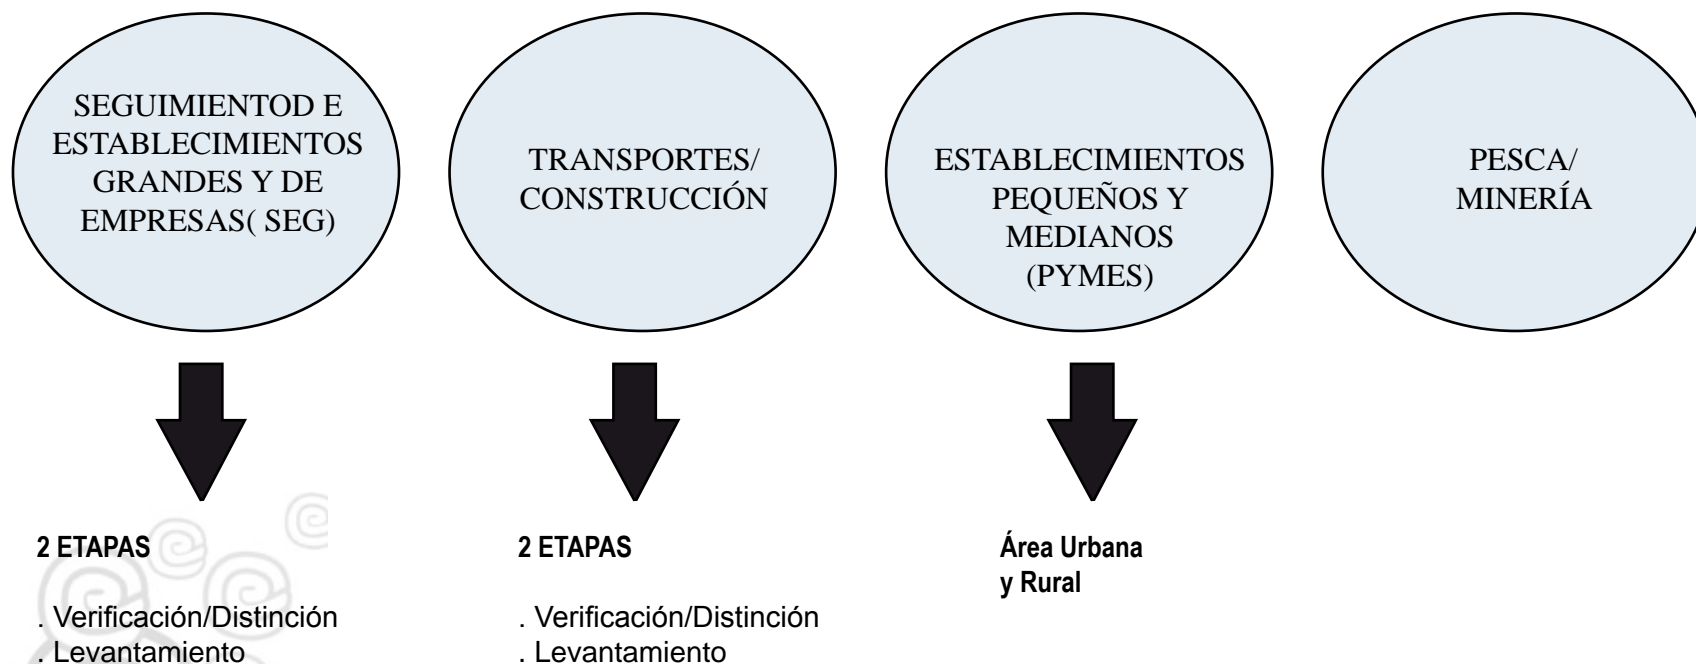 SEGUIMIENTOD E
ESTABLECIMIENTOS
GRANDES Y DE
EMPRESAS( SEG)
TRANSPORTES/
CONSTRUCCIÓN
ESTABLECIMIENTOS
PEQUEÑOS Y
MEDIANOS
(PYMES)
PESCA/
MINERÍA
2 ETAPAS
. Verificación/Distinción
. Levantamiento
2 ETAPAS
. Verificación/Distinción
. Levantamiento
Área Urbana
y Rural